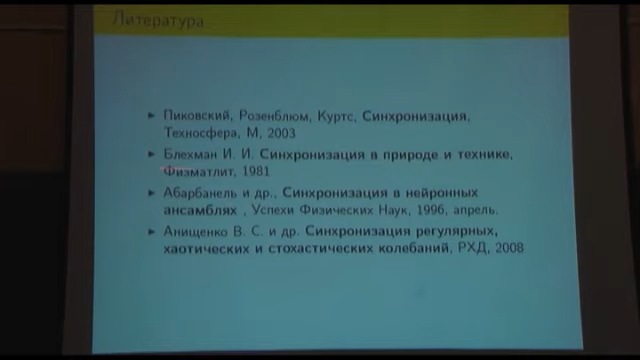 Литература
Пиковский, Розенблюм, Куртс, Синхронизация,
Техносфера, М, 2003
Блехман И. И. Синхронизация в природе и технике,
Физматлит, 1981
Абарбанель и др., Синхронизация в нейронных
ансамблях , Успехи Физических Наук, 1996, апрель.
Анищенко В. С. и др. Синхронизация регулярных,
хаотических и стохастических колебаний, РХД, 2008